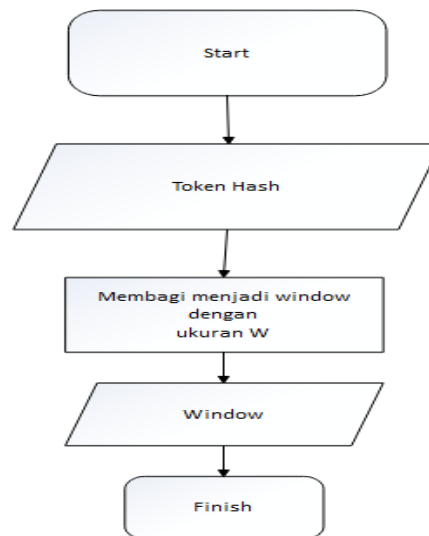 Start
Token Hash
Membagi menjadi window
dengan
ukuran W
Window
Finish